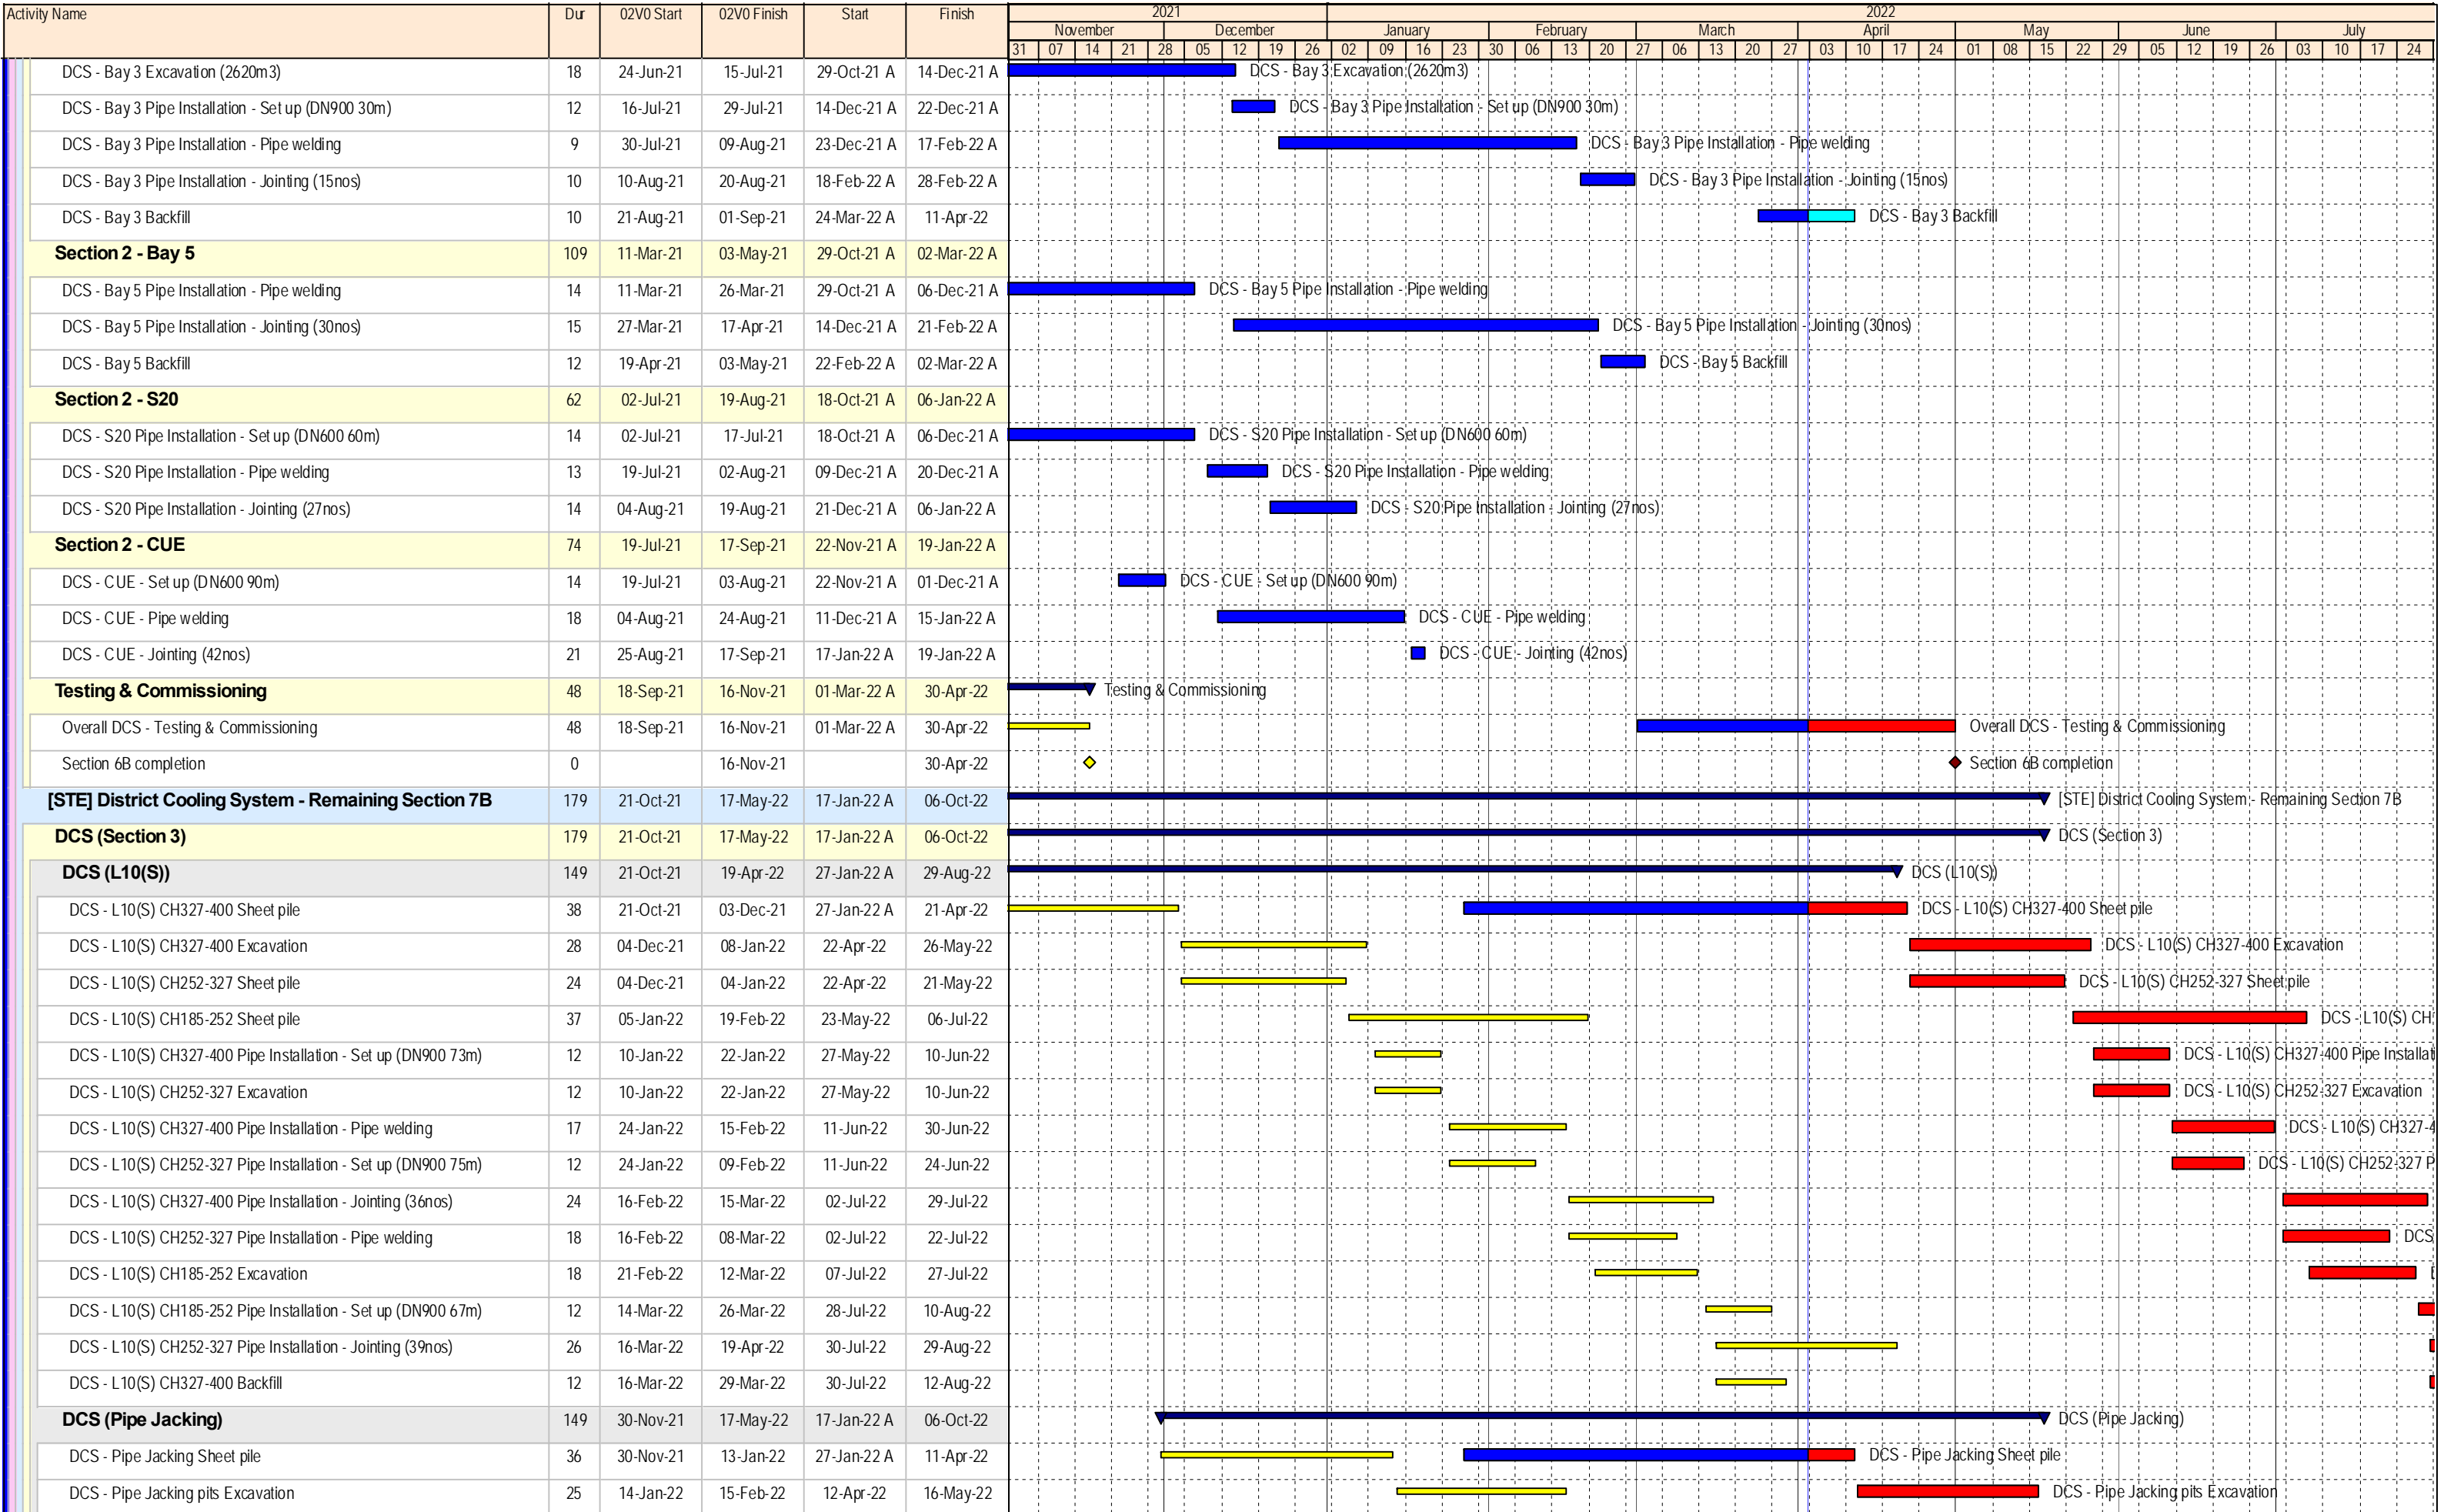 Activity Name Dur 02V0 Start 02V0 Finish Start Finish 2021 2022
November December January February March April May June July
31 07 14 21 28 05 12 19 26 02 09 16 23 30 06 13 20 27 06 13 20 27 03 10 17 24 01 08 15 22 29 05 12 19 26 03 10 17 24
DCS - Bay 3 Excavation (2620m3) 18 24-Jun-21 15-Jul-21 29-Oct-21 A 14-Dec-21 A DCS - Bay 3 Excavation (2620m3)
DCS - Bay 3 Pipe Installation - Set up (DN900 30m) 12 16-Jul-21 29-Jul-21 14-Dec-21 A 22-Dec-21 A DCS - Bay 3 Pipe Installation - Set up (DN900 30m)
DCS - Bay 3 Pipe Installation - Pipe welding 9 30-Jul-21 09-Aug-21 23-Dec-21 A 17-Feb-22 A DCS - Bay 3 Pipe Installation - Pipe welding
DCS - Bay 3 Pipe Installation - Jointing (15nos) 10 10-Aug-21 20-Aug-21 18-Feb-22 A 28-Feb-22 A DCS - Bay 3 Pipe Installation - Jointing (15nos)
DCS - Bay 3 Backfill 10 21-Aug-21 01-Sep-21 24-Mar-22 A 11-Apr-22 DCS - Bay 3 Backfill
Section 2 - Bay 5 109 11-Mar-21 03-May-21 29-Oct-21 A 02-Mar-22 A
DCS - Bay 5 Pipe Installation - Pipe welding 14 11-Mar-21 26-Mar-21 29-Oct-21 A 06-Dec-21 A DCS - Bay 5 Pipe Installation - Pipe welding
DCS - Bay 5 Pipe Installation - Jointing (30nos) 15 27-Mar-21 17-Apr-21 14-Dec-21 A 21-Feb-22 A DCS - Bay 5 Pipe Installation - Jointing (30nos)
DCS - Bay 5 Backfill 12 19-Apr-21 03-May-21 22-Feb-22 A 02-Mar-22 A DCS - Bay 5 Backfill
Section 2 - S20 62 02-Jul-21 19-Aug-21 18-Oct-21 A 06-Jan-22 A
DCS - S20 Pipe Installation - Set up (DN600 60m) 14 02-Jul-21 17-Jul-21 18-Oct-21 A 06-Dec-21 A DCS - S20 Pipe Installation - Set up (DN600 60m)
DCS - S20 Pipe Installation - Pipe welding 13 19-Jul-21 02-Aug-21 09-Dec-21 A 20-Dec-21 A DCS - S20 Pipe Installation - Pipe welding
DCS - S20 Pipe Installation - Jointing (27nos) 14 04-Aug-21 19-Aug-21 21-Dec-21 A 06-Jan-22 A DCS - S20 Pipe Installation - Jointing (27nos)
Section 2 - CUE 74 19-Jul-21 17-Sep-21 22-Nov-21 A 19-Jan-22 A
DCS - CUE - Set up (DN600 90m) 14 19-Jul-21 03-Aug-21 22-Nov-21 A 01-Dec-21 A DCS - CUE - Set up (DN600 90m)
DCS - CUE - Pipe welding 18 04-Aug-21 24-Aug-21 11-Dec-21 A 15-Jan-22 A DCS - CUE - Pipe welding
DCS - CUE - Jointing (42nos) 21 25-Aug-21 17-Sep-21 17-Jan-22 A 19-Jan-22 A DCS - CUE - Jointing (42nos)
Testing & Commissioning 48 18-Sep-21 16-Nov-21 01-Mar-22 A 30-Apr-22 Testing & Commissioning
Overall DCS - Testing & Commissioning 48 18-Sep-21 16-Nov-21 01-Mar-22 A 30-Apr-22 Overall DCS - Testing & Commissioning
Section 6B completion 0 16-Nov-21 30-Apr-22 Section 6B completion
[STE] District Cooling System - Remaining Section 7B 179 21-Oct-21 17-May-22 17-Jan-22 A 06-Oct-22 [STE] District Cooling System - Remaining Section 7B
DCS (Section 3) 179 21-Oct-21 17-May-22 17-Jan-22 A 06-Oct-22 DCS (Section 3)
DCS (L10(S)) 149 21-Oct-21 19-Apr-22 27-Jan-22 A 29-Aug-22 DCS (L10(S))
DCS - L10(S) CH327-400 Sheet pile 38 21-Oct-21 03-Dec-21 27-Jan-22 A 21-Apr-22 DCS - L10(S) CH327-400 Sheet pile
DCS - L10(S) CH327-400 Excavation 28 04-Dec-21 08-Jan-22 22-Apr-22 26-May-22 DCS - L10(S) CH327-400 Excavation
DCS - L10(S) CH252-327 Sheet pile 24 04-Dec-21 04-Jan-22 22-Apr-22 21-May-22 DCS - L10(S) CH252-327 Sheet pile
DCS - L10(S) CH185-252 Sheet pile 37 05-Jan-22 19-Feb-22 23-May-22 06-Jul-22 DCS - L10(S) CH
DCS - L10(S) CH327-400 Pipe Installation - Set up (DN900 73m) 12 10-Jan-22 22-Jan-22 27-May-22 10-Jun-22 DCS - L10(S) CH327-400 Pipe Installat
DCS - L10(S) CH252-327 Excavation 12 10-Jan-22 22-Jan-22 27-May-22 10-Jun-22 DCS - L10(S) CH252-327 Excavation
DCS - L10(S) CH327-400 Pipe Installation - Pipe welding 17 24-Jan-22 15-Feb-22 11-Jun-22 30-Jun-22 DCS - L10(S) CH327-4
DCS - L10(S) CH252-327 Pipe Installation - Set up (DN900 75m) 12 24-Jan-22 09-Feb-22 11-Jun-22 24-Jun-22 DCS - L10(S) CH252-327 P
DCS - L10(S) CH327-400 Pipe Installation - Jointing (36nos) 24 16-Feb-22 15-Mar-22 02-Jul-22 29-Jul-22
DCS - L10(S) CH252-327 Pipe Installation - Pipe welding 18 16-Feb-22 08-Mar-22 02-Jul-22 22-Jul-22 DCS
DCS - L10(S) CH185-252 Excavation 18 21-Feb-22 12-Mar-22 07-Jul-22 27-Jul-22
DCS - L10(S) CH185-252 Pipe Installation - Set up (DN900 67m) 12 14-Mar-22 26-Mar-22 28-Jul-22 10-Aug-22
DCS - L10(S) CH252-327 Pipe Installation - Jointing (39nos) 26 16-Mar-22 19-Apr-22 30-Jul-22 29-Aug-22
DCS - L10(S) CH327-400 Backfill 12 16-Mar-22 29-Mar-22 30-Jul-22 12-Aug-22
DCS (Pipe Jacking) 149 30-Nov-21 17-May-22 17-Jan-22 A 06-Oct-22 DCS (Pipe Jacking)
DCS - Pipe Jacking Sheet pile 36 30-Nov-21 13-Jan-22 27-Jan-22 A 11-Apr-22 DCS - Pipe Jacking Sheet pile
DCS - Pipe Jacking pits Excavation 25 14-Jan-22 15-Feb-22 12-Apr-22 16-May-22 DCS - Pipe Jacking pits Excavation